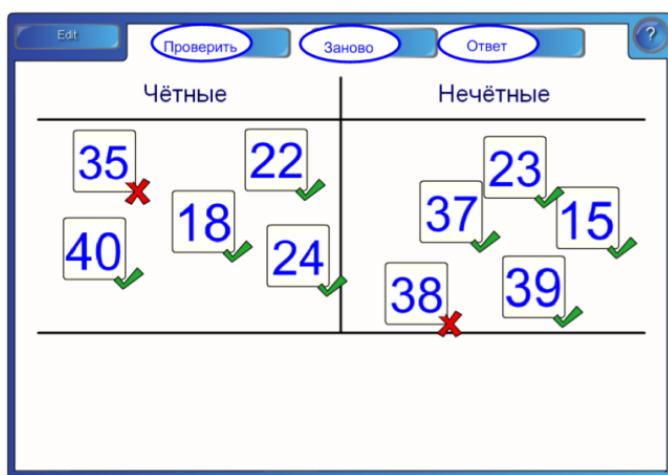 Edit
Проверить Заново Ответ ?
Чётные Нечётные
35 22 23
18 37 15
40 24
38 39